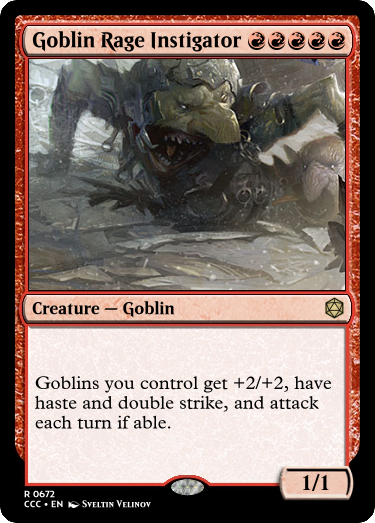 Goblin Rage Instigator
Creature — Goblin
Goblins you control get +2/+2, have
haste and double strike, and attack
each turn if able.
1/1
R 0672
CCC • EN Sveltin Velinov